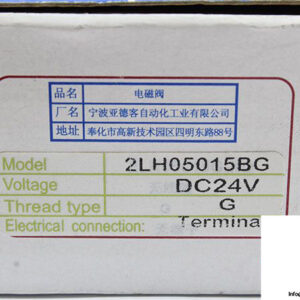 品名 电磁阀
厂名 宁波亚德客自动化工业有限公司
地址 奉化市高新技术园区四明东路88号
Model 2LH05015BG
Voltage DC24V
Thread type G
Electrical connection: Termina